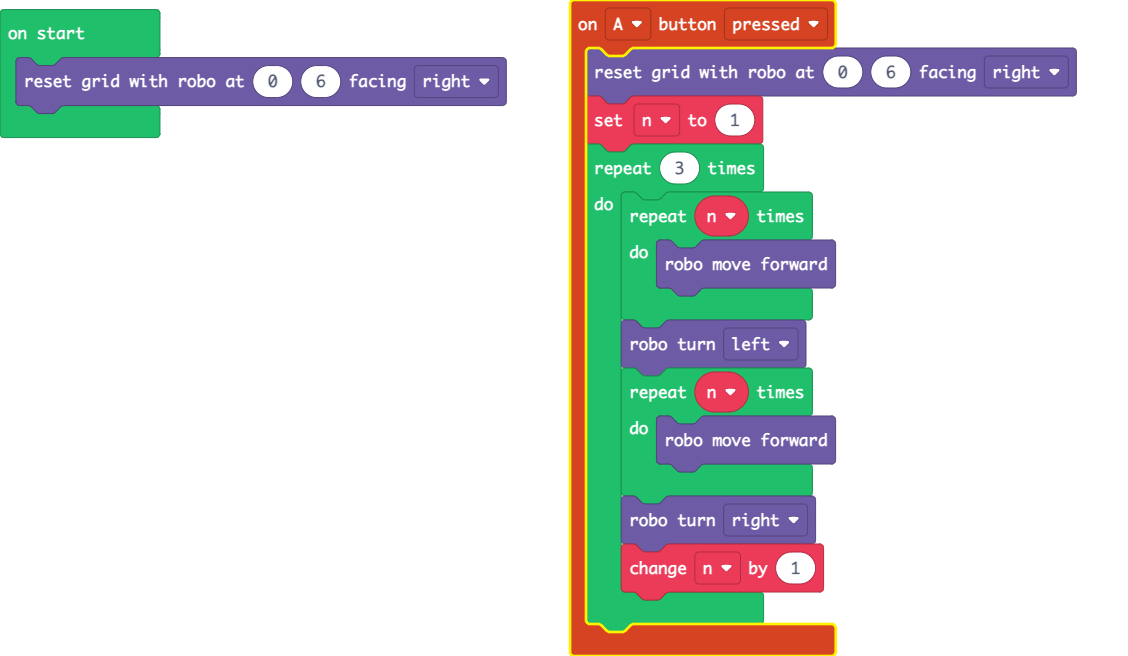 on start
reset grid with robo at 0 6 facing right
on A button pressed
reset grid with robo at 0 6 facing right
set n to 1
repeat 3 times
do
repeat n times
do
robo move forward
robo turn left
repeat n times
do
robo move forward
robo turn right
change n by 1